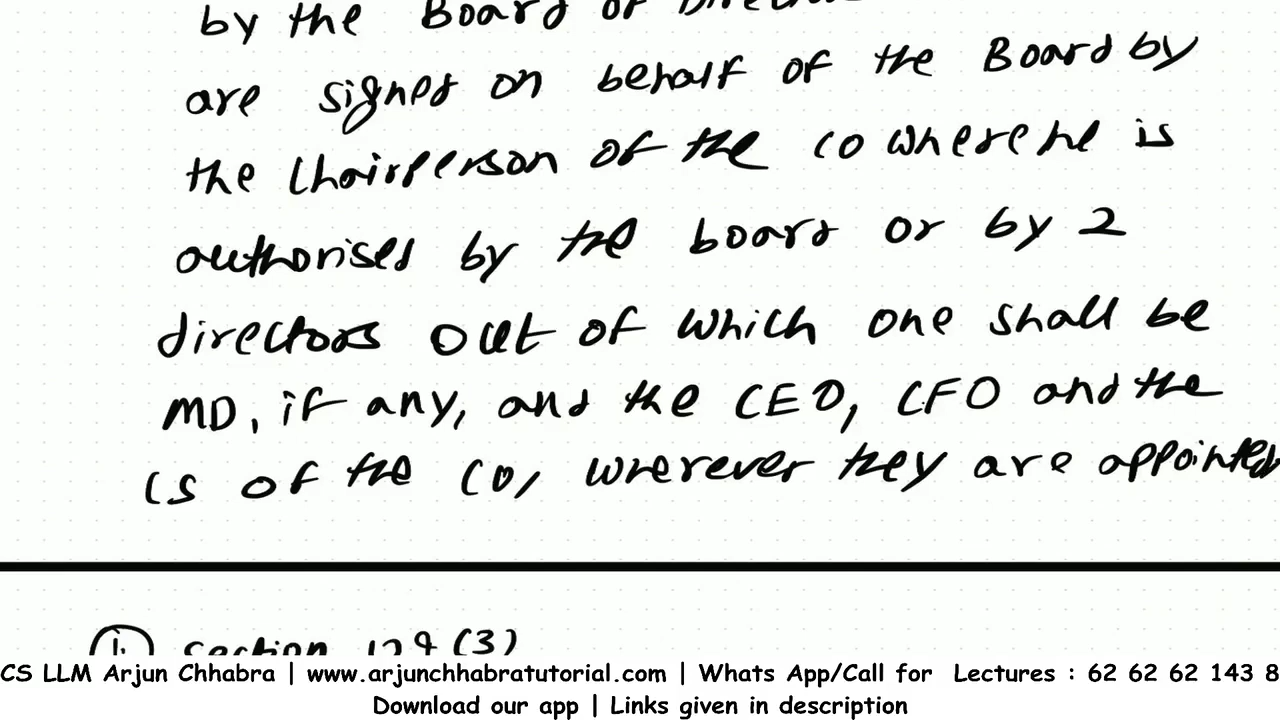 by the Board of Direct
are signed on behalf of the Board by
the Chairperson of the co where he is
authorised by the board or by 2
directors out of which one shall be
MD, if any, and the CEO, CFO and the
CS of the CO, wherever they are appointed
1. Section 129 (3)
CS LLM Arjun Chhabra | www.arjunchhabratutorial.com | Whats App/Call for Lectures : 62 62 62 143 8
Download our app | Links given in description